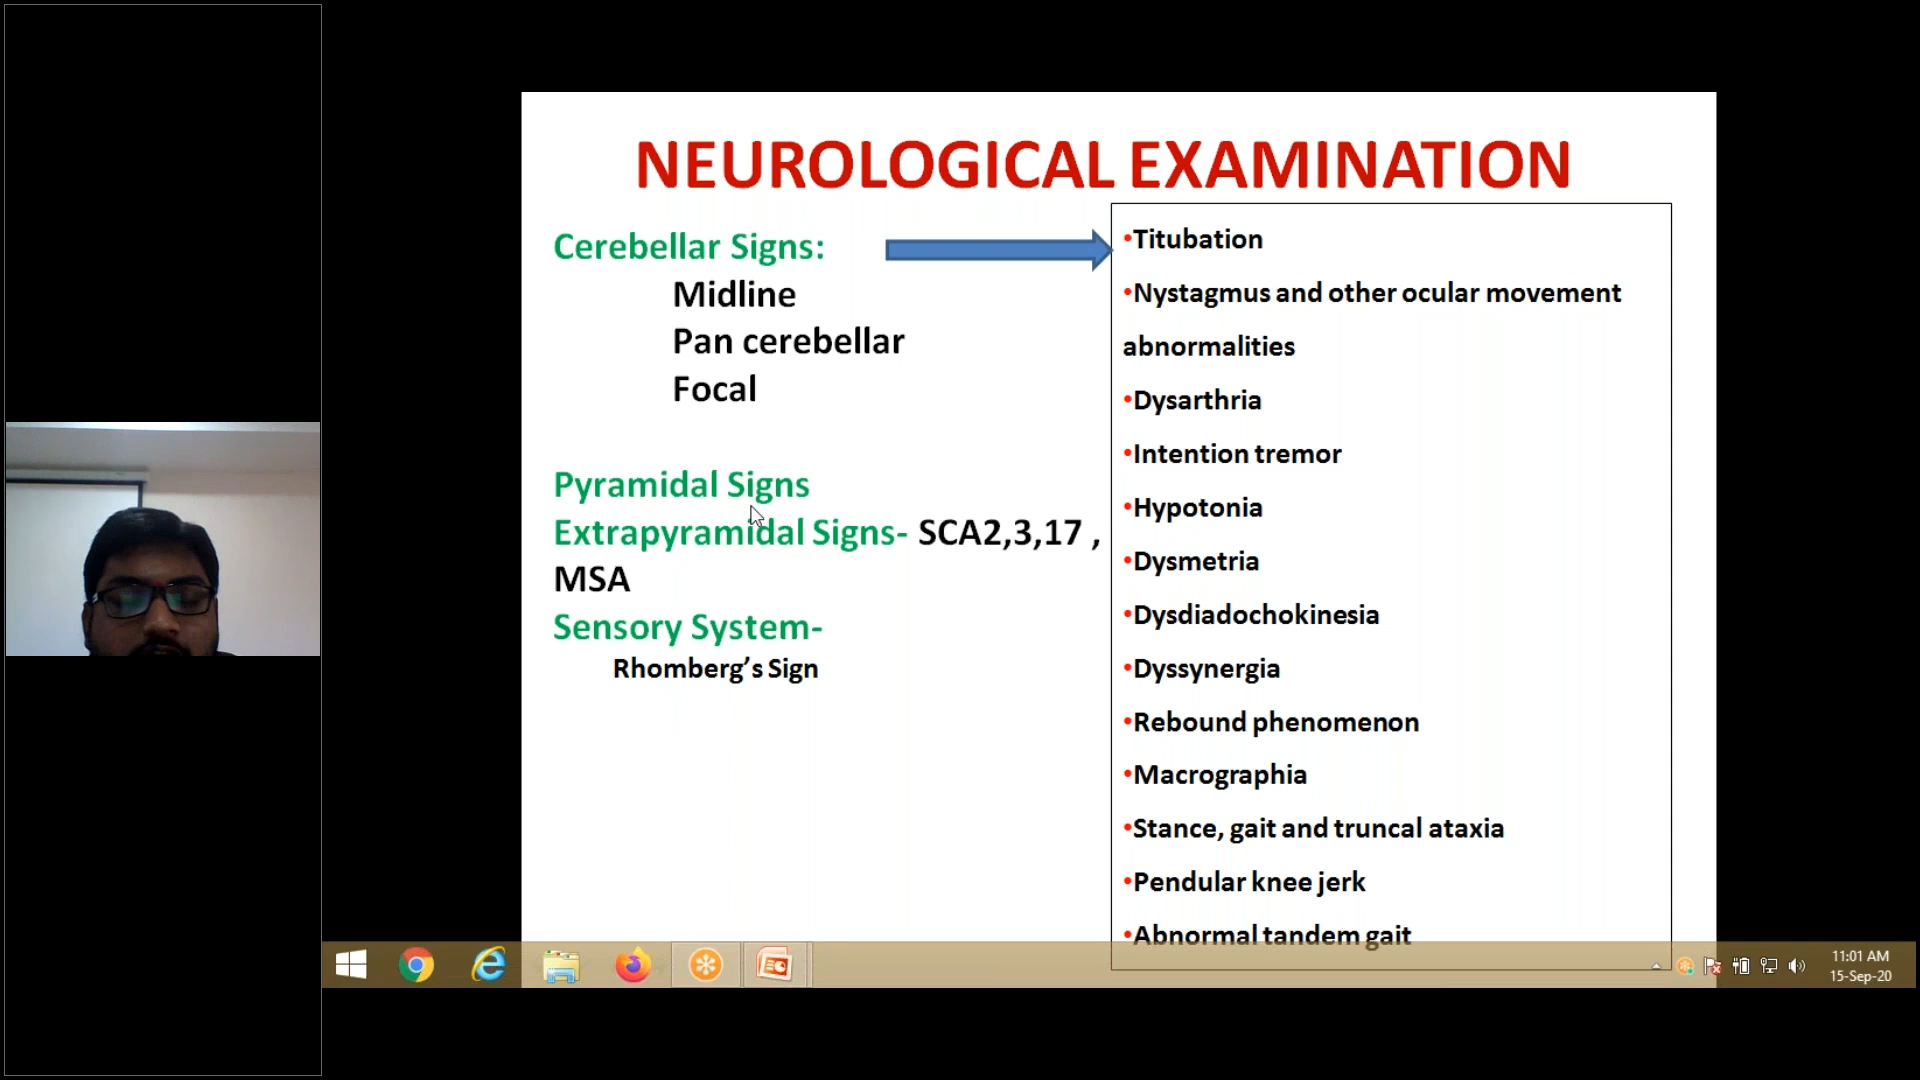 NEUROLOGICAL EXAMINATION
Cerebellar Signs:
Midline
Pan cerebellar
Focal
Pyramidal Signs
Extrapyramidal Signs- SCA2,3,17 ,
MSA
Sensory System-
Rhomberg’s Sign
•Titubation
•Nystagmus and other ocular movement
abnormalities
•Dysarthria
•Intention tremor
•Hypotonia
•Dysmetria
•Dysdiadochokinesia
•Dyssynergia
•Rebound phenomenon
•Macrographia
•Stance, gait and truncal ataxia
•Pendular knee jerk
•Abnormal tandem gait
11:01 AM
15-Sep-20